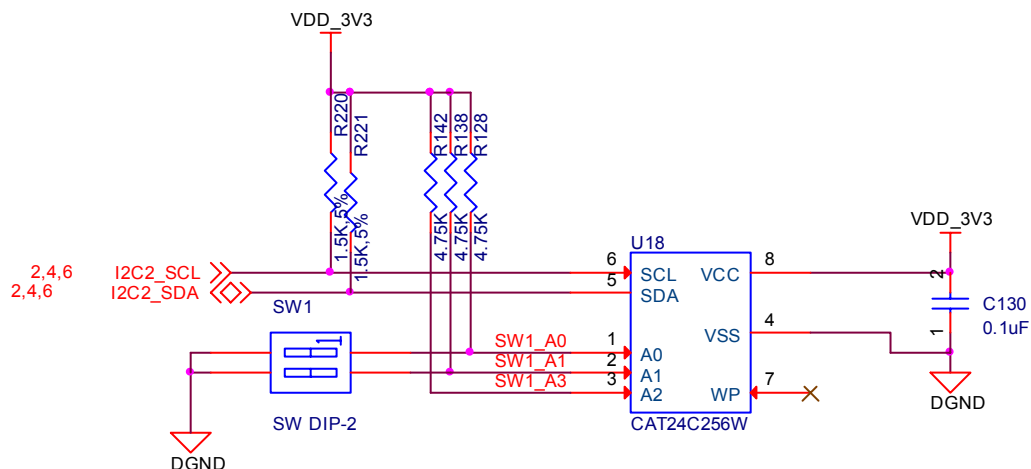 VDD_3V3
R220
R221
R142
R138
R128
1.5K,5%
1.5K,5%
4.75K
4.75K
4.75K
VDD_3V3
U18
2,4,6 I2C2_SCL 6 SCL VCC 8
2,4,6 I2C2_SDA 5 SDA
2
C130
0.1uF
1
SW1
VSS 4
1
SW1_A0 1 A0
SW1_A1 2 A1
SW1_A3 3 A2 WP 7
DGND
SW DIP-2
CAT24C256W
DGND